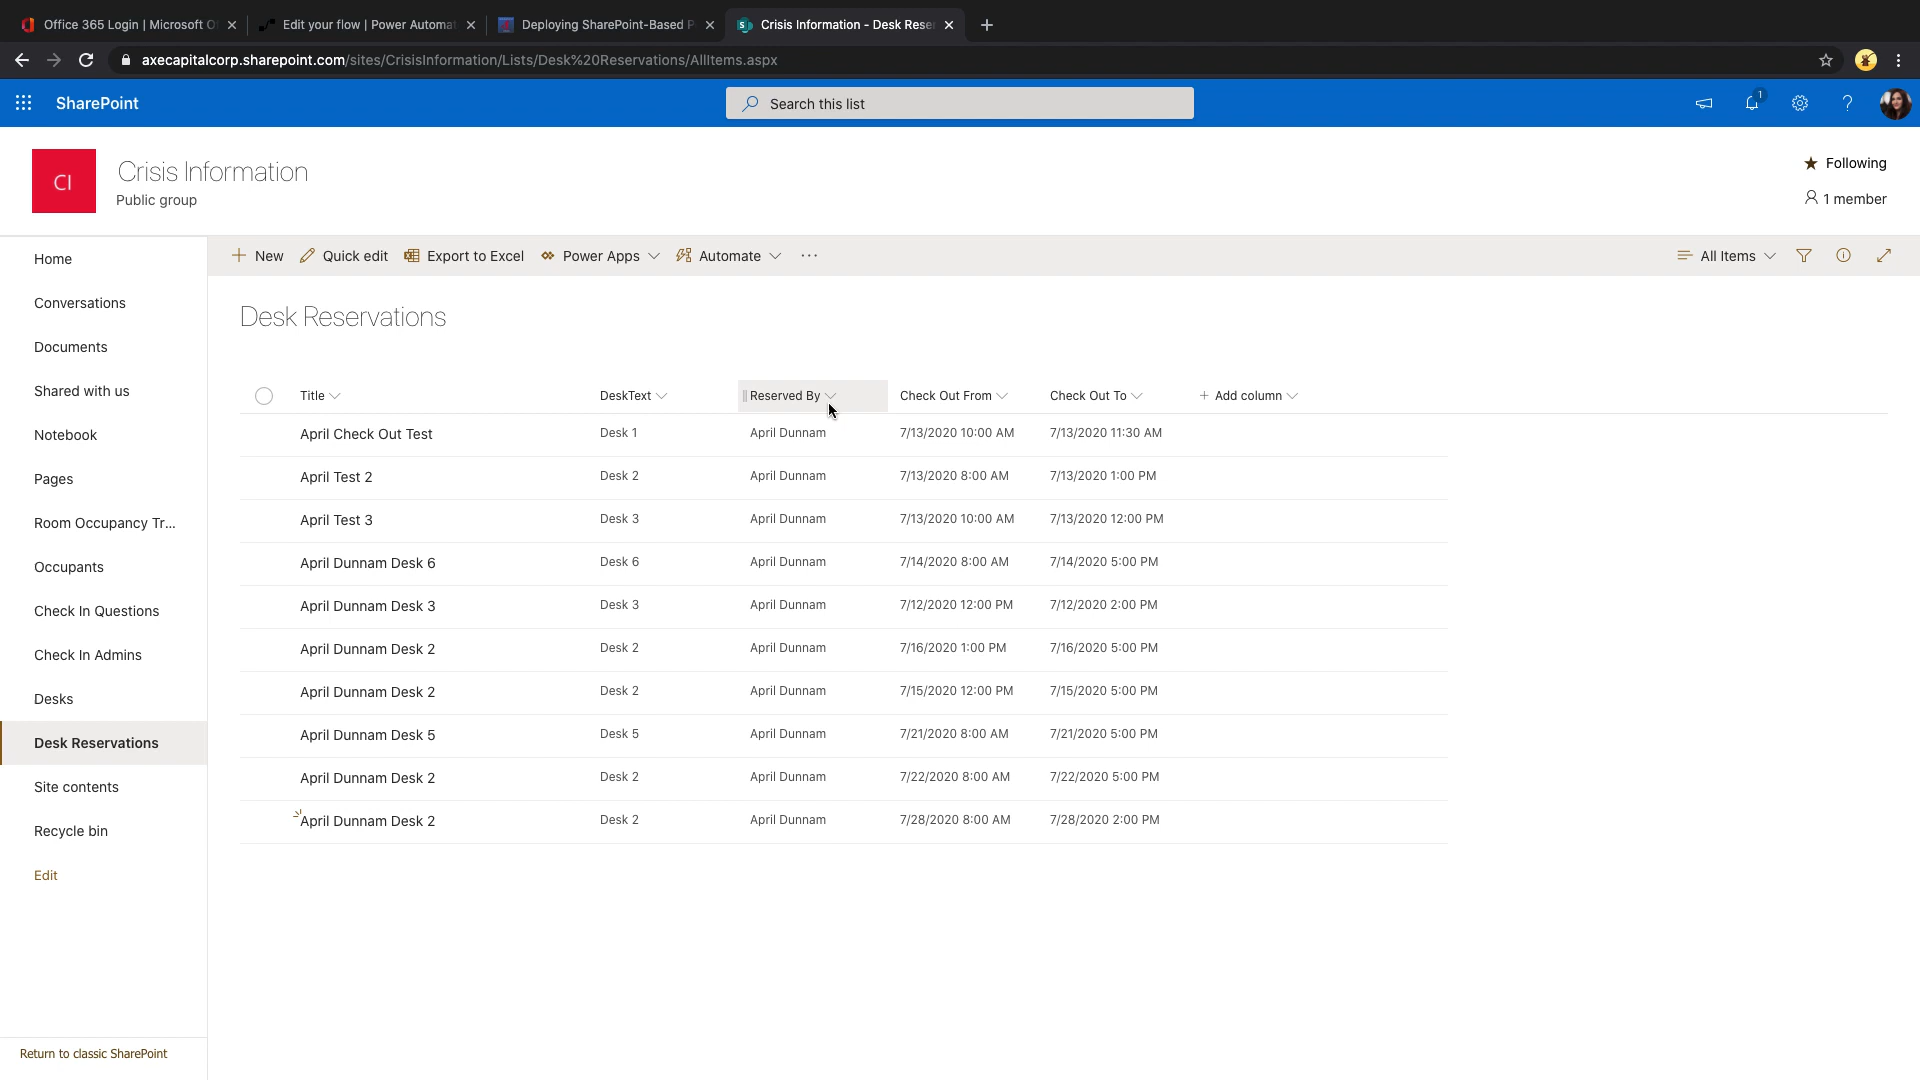 Office 365 Login | Microsoft O
Edit your flow | Power Automat
Deploying SharePoint-Based P
Crisis Information - Desk Rese
axecapitalcorp.sharepoint.com/sites/CrisisInformation/Lists/Desk%20Reservations/AllItems.aspx
SharePoint
Search this list
1
?
CI
Crisis Information
Public group
Following
1 member
Home
Conversations
Documents
Shared with us
Notebook
Pages
Room Occupancy Tr...
Occupants
Check In Questions
Check In Admins
Desks
Desk Reservations
Site contents
Recycle bin
Edit
Return to classic SharePoint
New Quick edit Export to Excel Power Apps Automate ··· All Items
Desk Reservations
Title DeskText Reserved By Check Out From Check Out To + Add column
April Check Out Test Desk 1 April Dunnam 7/13/2020 10:00 AM 7/13/2020 11:30 AM
April Test 2 Desk 2 April Dunnam 7/13/2020 8:00 AM 7/13/2020 1:00 PM
April Test 3 Desk 3 April Dunnam 7/13/2020 10:00 AM 7/13/2020 12:00 PM
April Dunnam Desk 6 Desk 6 April Dunnam 7/14/2020 8:00 AM 7/14/2020 5:00 PM
April Dunnam Desk 3 Desk 3 April Dunnam 7/12/2020 12:00 PM 7/12/2020 2:00 PM
April Dunnam Desk 2 Desk 2 April Dunnam 7/16/2020 1:00 PM 7/16/2020 5:00 PM
April Dunnam Desk 2 Desk 2 April Dunnam 7/15/2020 12:00 PM 7/15/2020 5:00 PM
April Dunnam Desk 5 Desk 5 April Dunnam 7/21/2020 8:00 AM 7/21/2020 5:00 PM
April Dunnam Desk 2 Desk 2 April Dunnam 7/22/2020 8:00 AM 7/22/2020 5:00 PM
April Dunnam Desk 2 Desk 2 April Dunnam 7/28/2020 8:00 AM 7/28/2020 2:00 PM